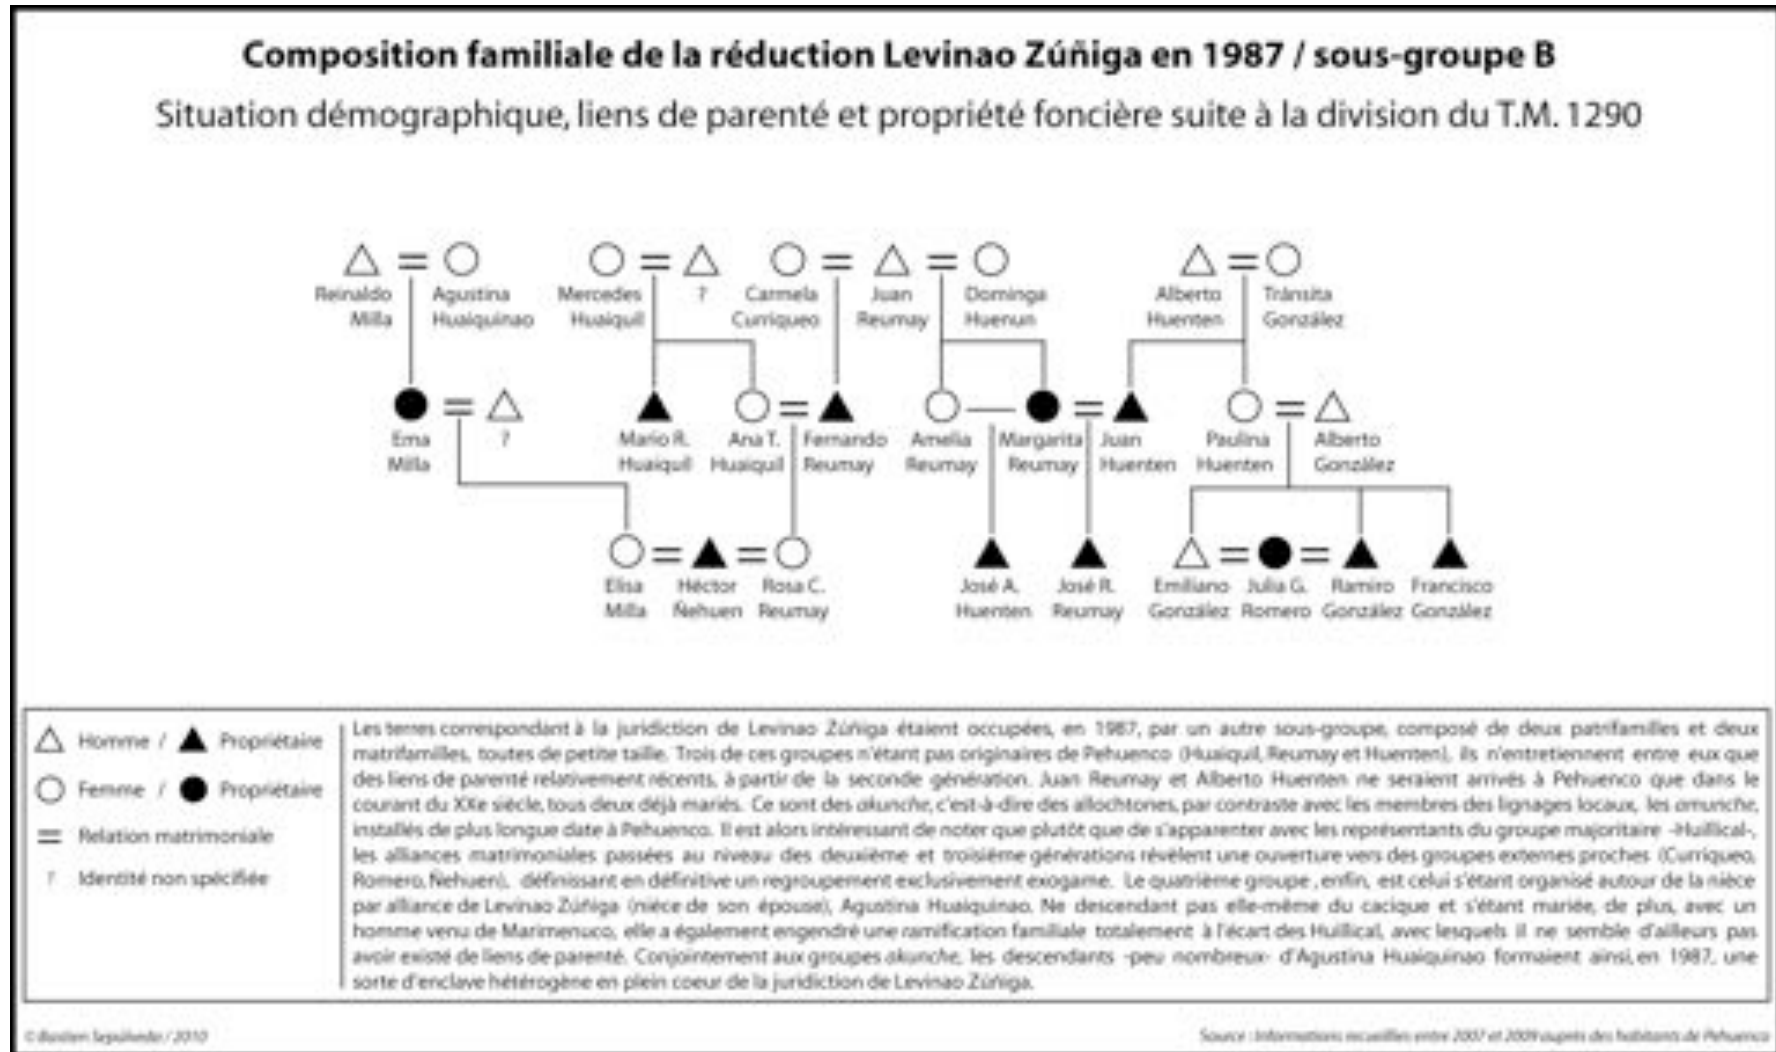 Composition familiale de la réduction Levinao Zúñiga en 1987 / sous-groupe B
Situation démographique, liens de parenté et propriété foncière suite à la division du T.M. 1290
Reinaldo Milla
Agustina Huaiquinao
Mercedes Huaiquil
?
Carmela Curriqueo
Juan Reumay
Dominga Huenun
Alberto Huenten
Tránsita González
Ema Milla
?
Mario R. Huaiquil
Ana T. Huaiquil
Fernando Reumay
Amelia Reumay
Margarita Reumay
Juan Huenten
Paulina Huenten
Alberto González
Elisa Milla
Héctor Ñehuen
Rosa C. Reumay
José A. Huenten
José R. Reumay
Emiliano González
Julia G. Romero
Ramiro González
Francisco González
Homme / Propriétaire
Femme / Propriétaire
= Relation matrimoniale
? Identité non spécifiée
Les terres correspondant à la juridiction de Levinao Zúñiga étaient occupées, en 1987, par un autre sous-groupe, composé de deux patrifamilles et deux
matrifamilles, toutes de petite taille. Trois de ces groupes n'étant pas originaires de Pehuenco (Huaiquil, Reumay et Huenten), ils n'entretiennent entre eux que
des liens de parenté relativement récents, à partir de la seconde génération. Juan Reumay et Alberto Huenten ne seraient arrivés à Pehuenco que dans le
courant du XXe siècle, tous deux déjà mariés. Ce sont des akunche, c'est-à-dire des allochtones, par contraste avec les membres des lignages locaux, les amunche,
installés de plus longue date à Pehuenco. Il est alors intéressant de noter que plutôt que de s'apparenter avec les représentants du groupe majoritaire -Huillical-,
les alliances matrimoniales passées au niveau des deuxième et troisième générations révèlent une ouverture vers des groupes externes proches (Curriqueo,
Romero, Ñehuen), définissant en définitive un regroupement exclusivement exogame. Le quatrième groupe , enfin, est celui s'étant organisé autour de la nièce
par alliance de Levinao Zúñiga (nièce de son épouse), Agustina Huaiquinao. Ne descendant pas elle-même du cacique et s'étant mariée, de plus, avec un
homme venu de Marimenuco, elle a également engendré une ramification familiale totalement à l'écart des Huillical, avec lesquels il ne semble d'ailleurs pas
avoir existé de liens de parenté. Conjointement aux groupes akunche, les descendants -peu nombreux- d'Agustina Huaiquinao formaient ainsi, en 1987, une
sorte d'enclave hétérogène en plein coeur de la juridiction de Levinao Zúñiga.
© Bastien Sepúlveda / 2010
Source : Informations recueillies entre 2007 et 2009 auprès des habitants de Pehuenco